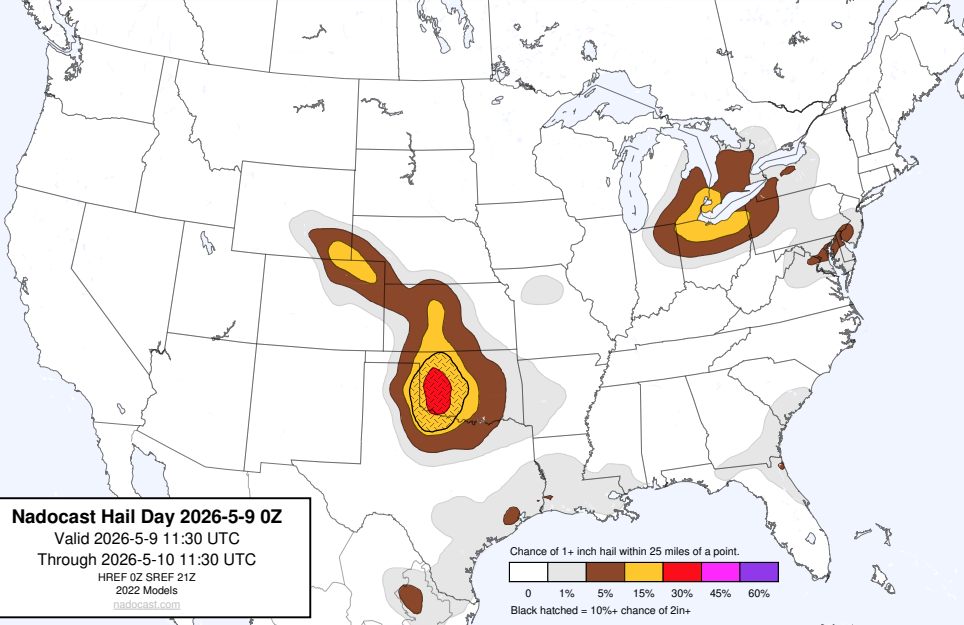 Nadocast Hail Day 2026-5-9 0Z
Valid 2026-5-9 11:30 UTC
Through 2026-5-10 11:30 UTC
HREF 0Z SREF 21Z
2022 Models
nadocast.com
Chance of 1+ inch hail within 25 miles of a point.
0 1% 5% 15% 30% 45% 60%
Black hatched = 10%+ chance of 2in+